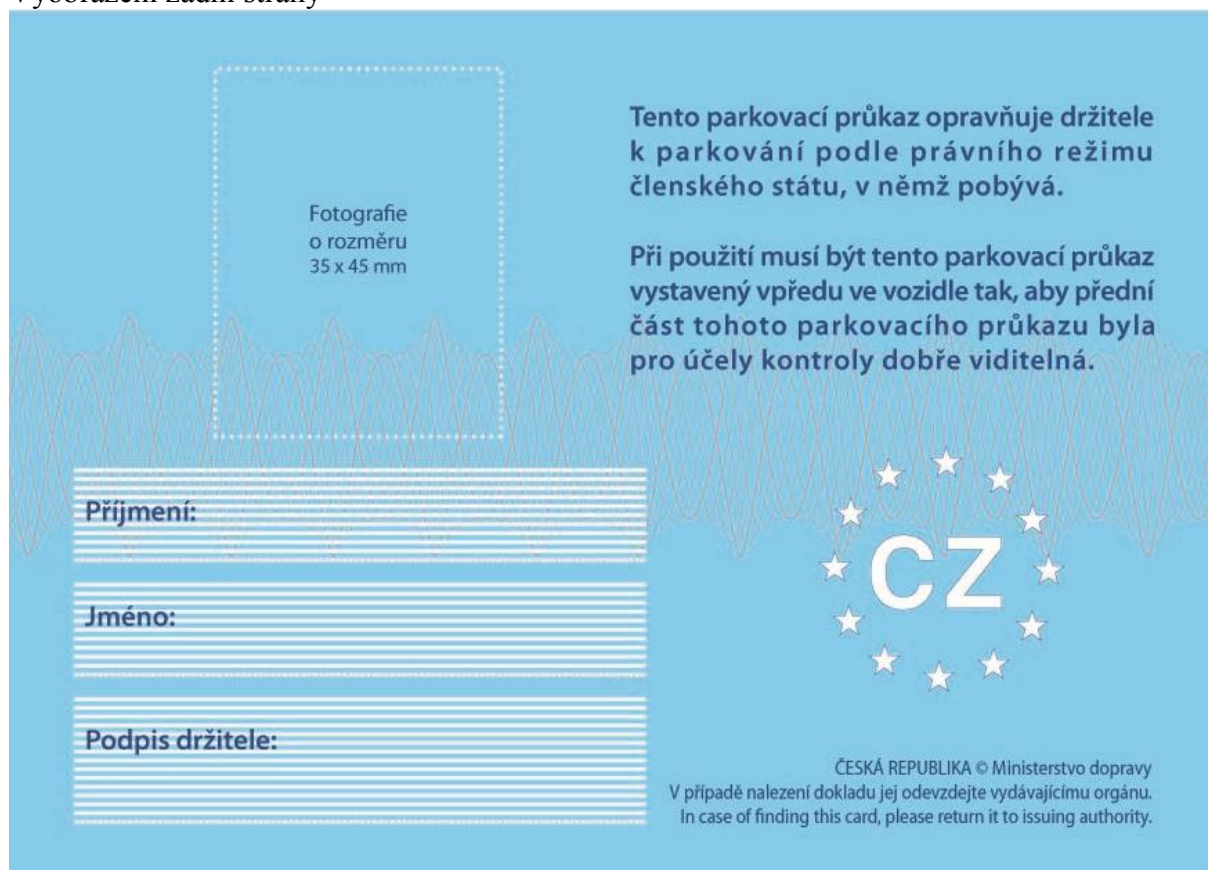 Vyobrazení zadní strany
Fotografie
o rozměru
35 x 45 mm
Tento parkovací průkaz opravňuje držitele
k parkování podle právního režimu
členského státu, v němž pobývá.
Při použití musí být tento parkovací průkaz
vystavený vpředu ve vozidle tak, aby přední
část tohoto parkovacího průkazu byla
pro účely kontroly dobře viditelná.
Příjmení:
Jméno:
Podpis držitele:
CZ
ČESKÁ REPUBLIKA © Ministerstvo dopravy
V případě nalezení dokladu jej odevzdejte vydávajícímu orgánu.
In case of finding this card, please return it to issuing authority.